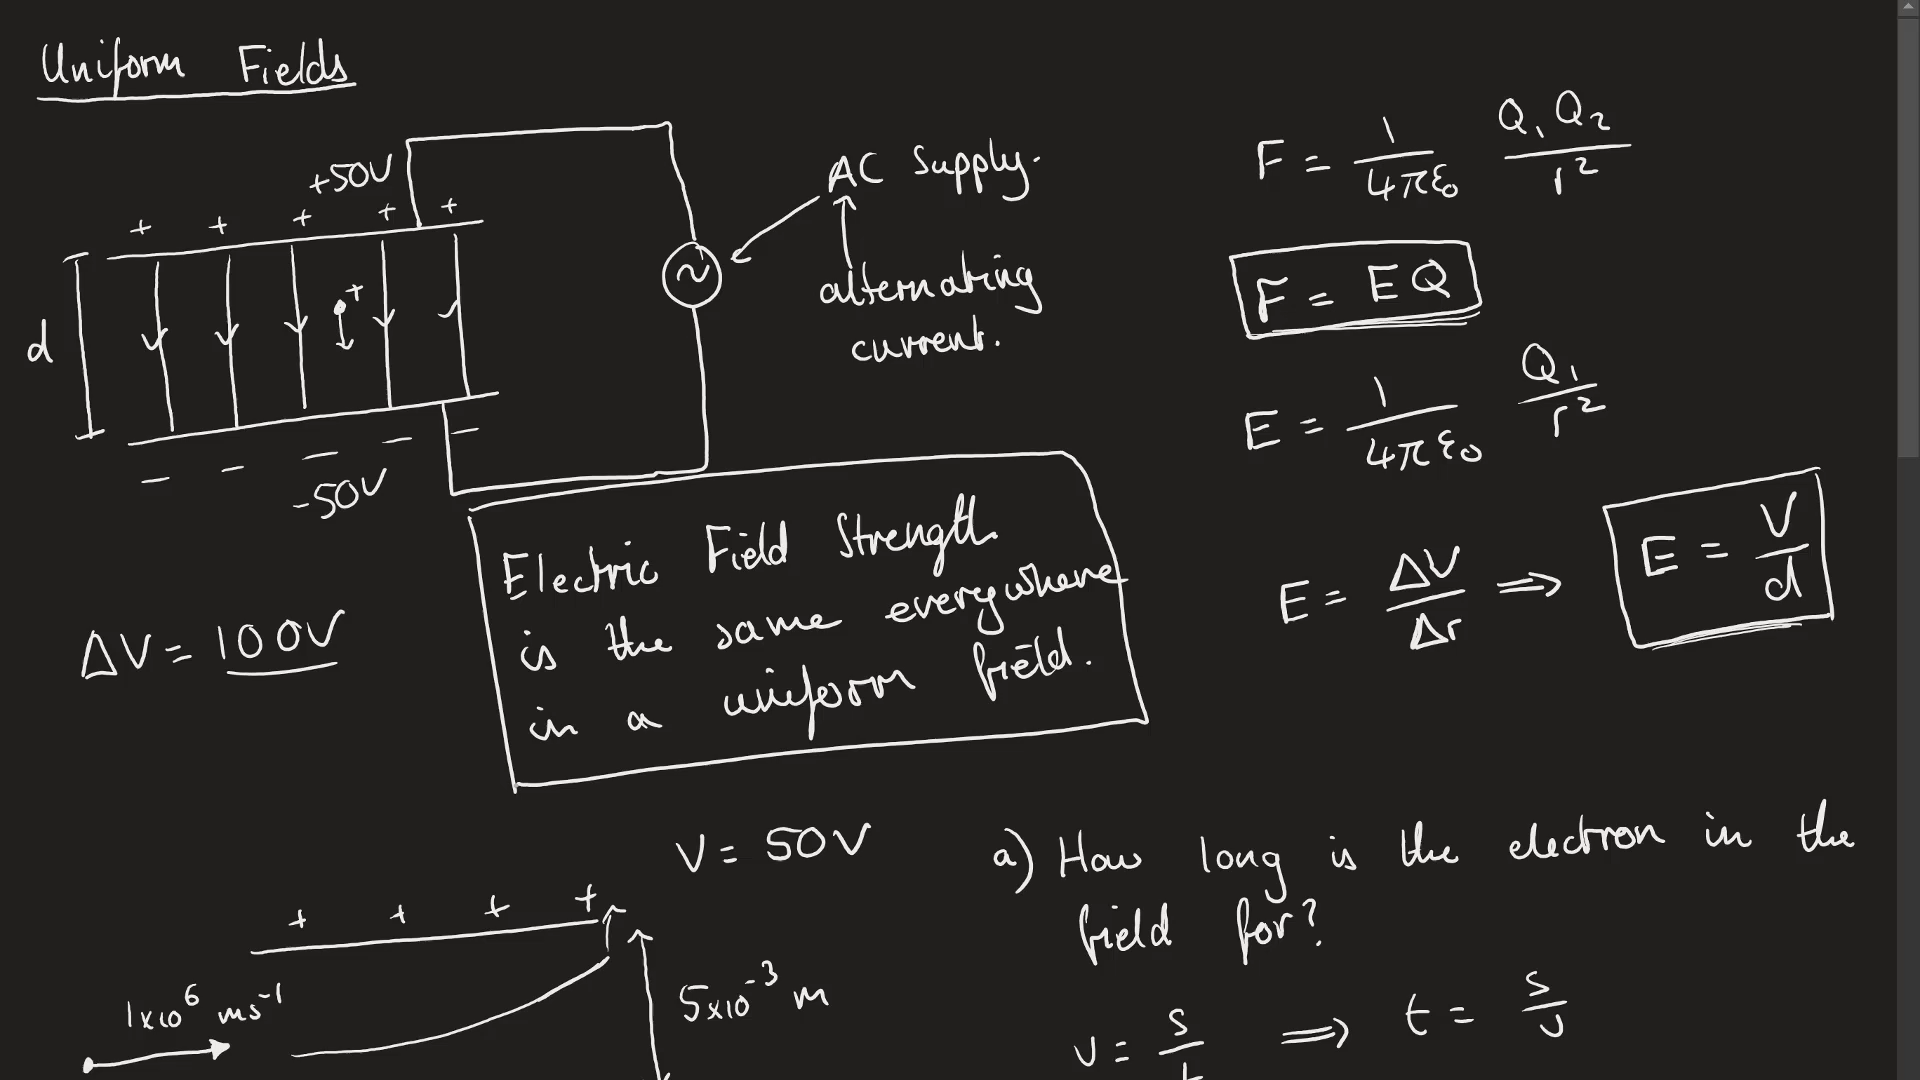 Uniform Fields
+50V
+ + + + +
AC Supply.
alternating
current.
d
+
- - - - -
-50V
ΔV = 100V
Electric Field Strength
is the same everywhere
in a uniform field.
F = 1/4πε₀ Q₁Q₂/r²
F = EQ
E = 1/4πε₀ Q₁/r²
E = ΔV/Δr ⇒ E = V/d
V = 50V
+ + + +
1x10⁶ ms⁻¹
5x10⁻³ m
a) How long is the electron in the
field for?
v = s/t ⇒ t = s/v